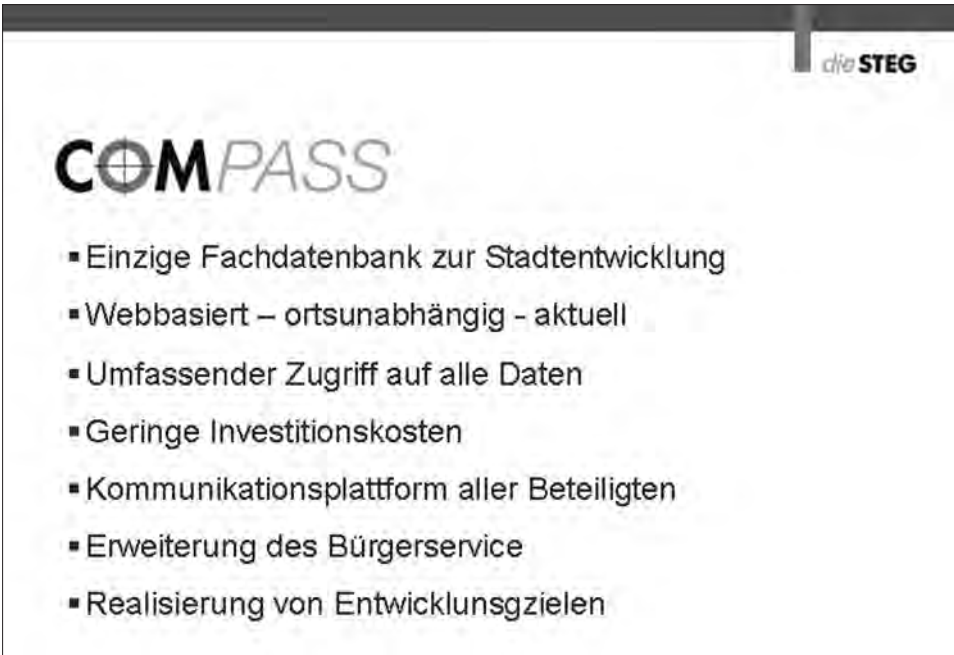 die STEG
COMPASS
▪ Einzige Fachdatenbank zur Stadtentwicklung
▪ Webbasiert – ortsunabhängig - aktuell
▪ Umfassender Zugriff auf alle Daten
▪ Geringe Investitionskosten
▪ Kommunikationsplattform aller Beteiligten
▪ Erweiterung des Bürgerservice
▪ Realisierung von Entwicklunsgzielen